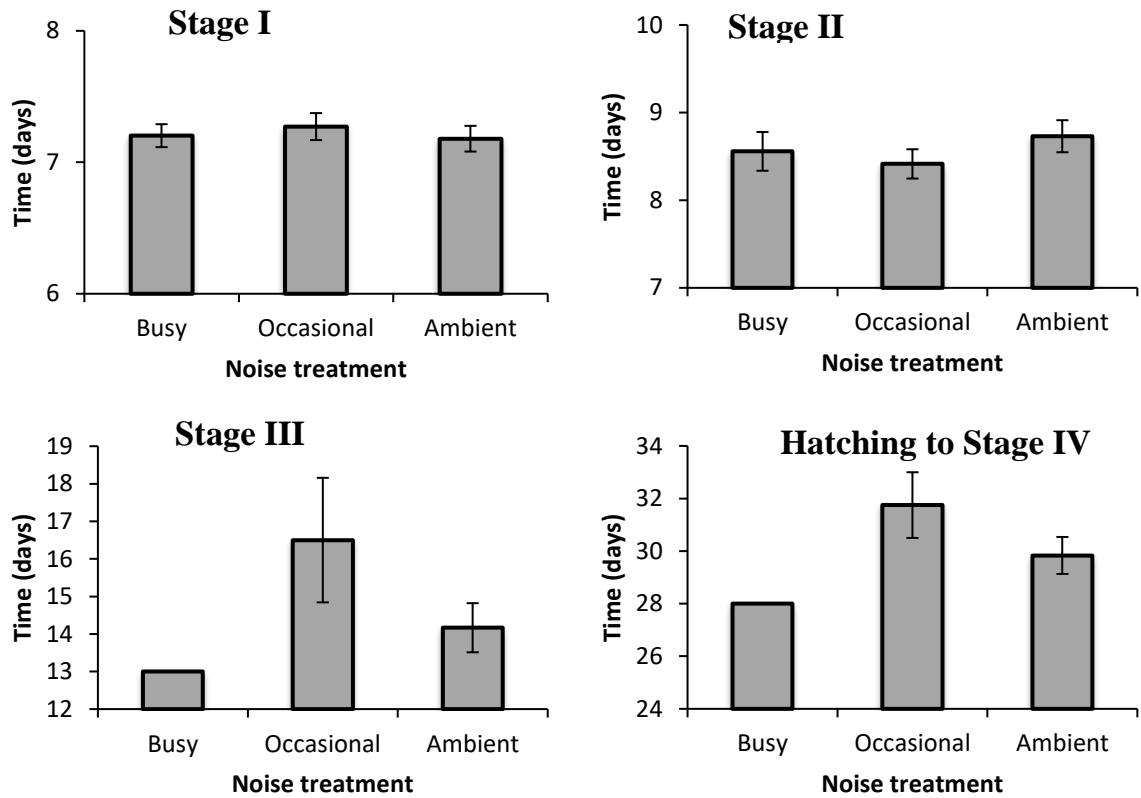 Stage I
Time (days)
8
7
6
Busy Occasional Ambient
Noise treatment
Stage II
Time (days)
10
9
8
7
Busy Occasional Ambient
Noise treatment
Stage III
Time (days)
19
18
17
16
15
14
13
12
Busy Occasional Ambient
Noise treatment
Hatching to Stage IV
Time (days)
34
32
30
28
26
24
Busy Occasional Ambient
Noise treatment